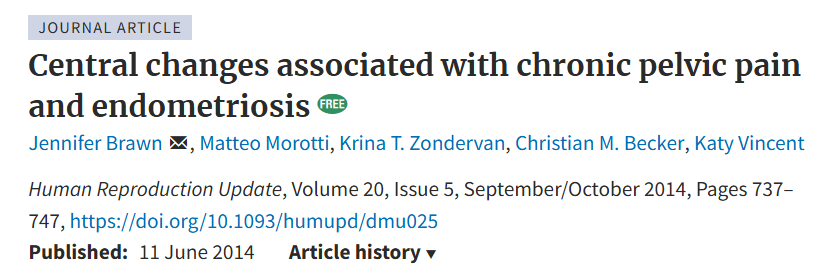 JOURNAL ARTICLE
Central changes associated with chronic pelvic pain
and endometriosis FREE
Jennifer Brawn, Matteo Morotti, Krina T. Zondervan, Christian M. Becker, Katy Vincent
Human Reproduction Update, Volume 20, Issue 5, September/October 2014, Pages 737–
747, https://doi.org/10.1093/humupd/dmu025
Published: 11 June 2014 Article history ▼